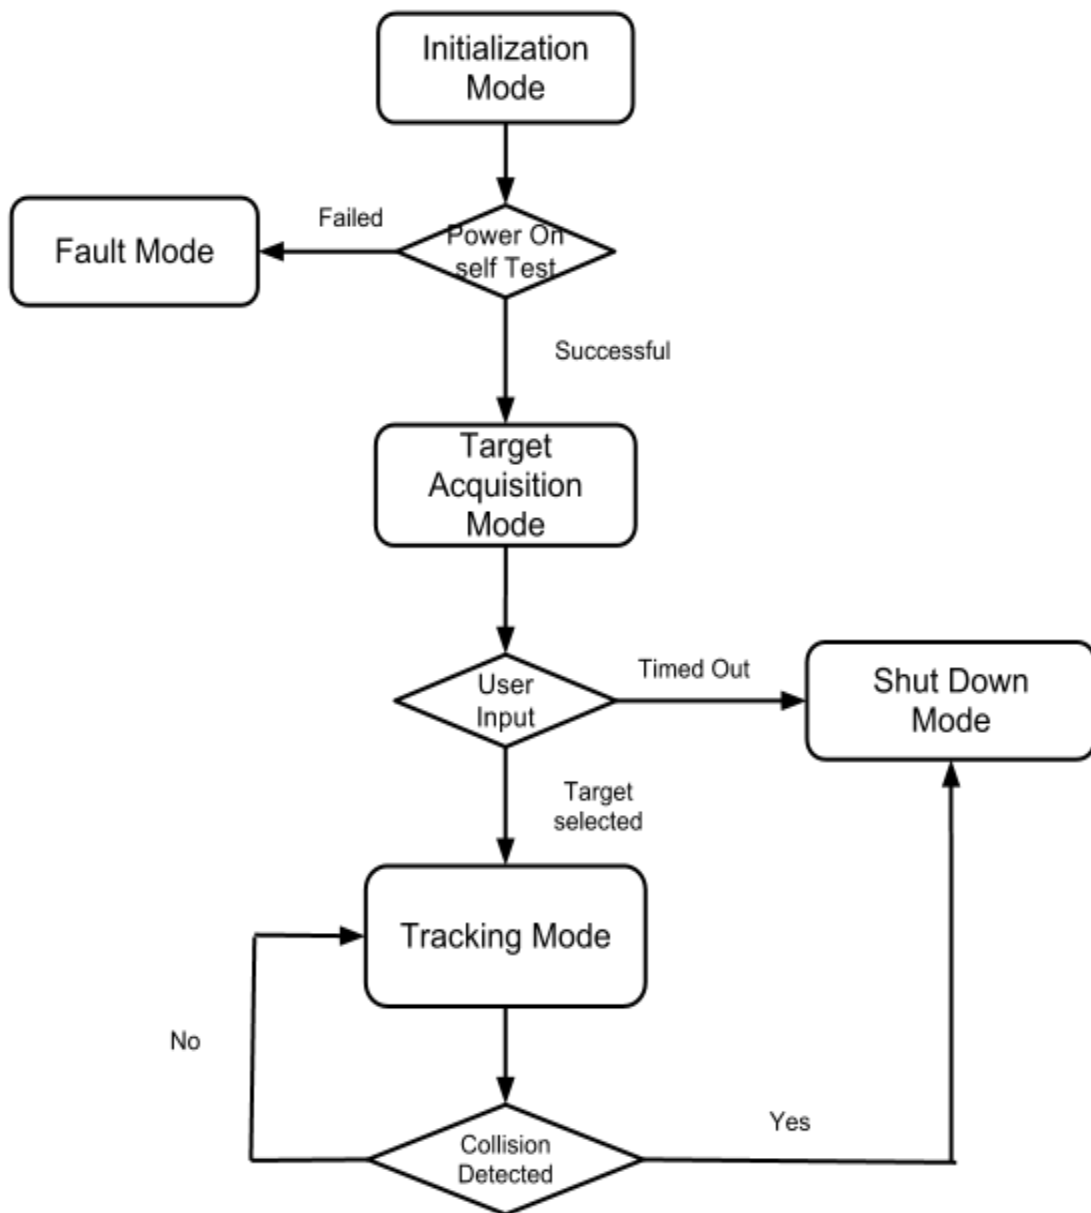 Initialization
Mode
Failed
Fault Mode
Power On
self Test
Successful
Target
Acquisition
Mode
User
Input
Timed Out
Shut Down
Mode
Target
selected
Tracking Mode
No
Collision
Detected
Yes